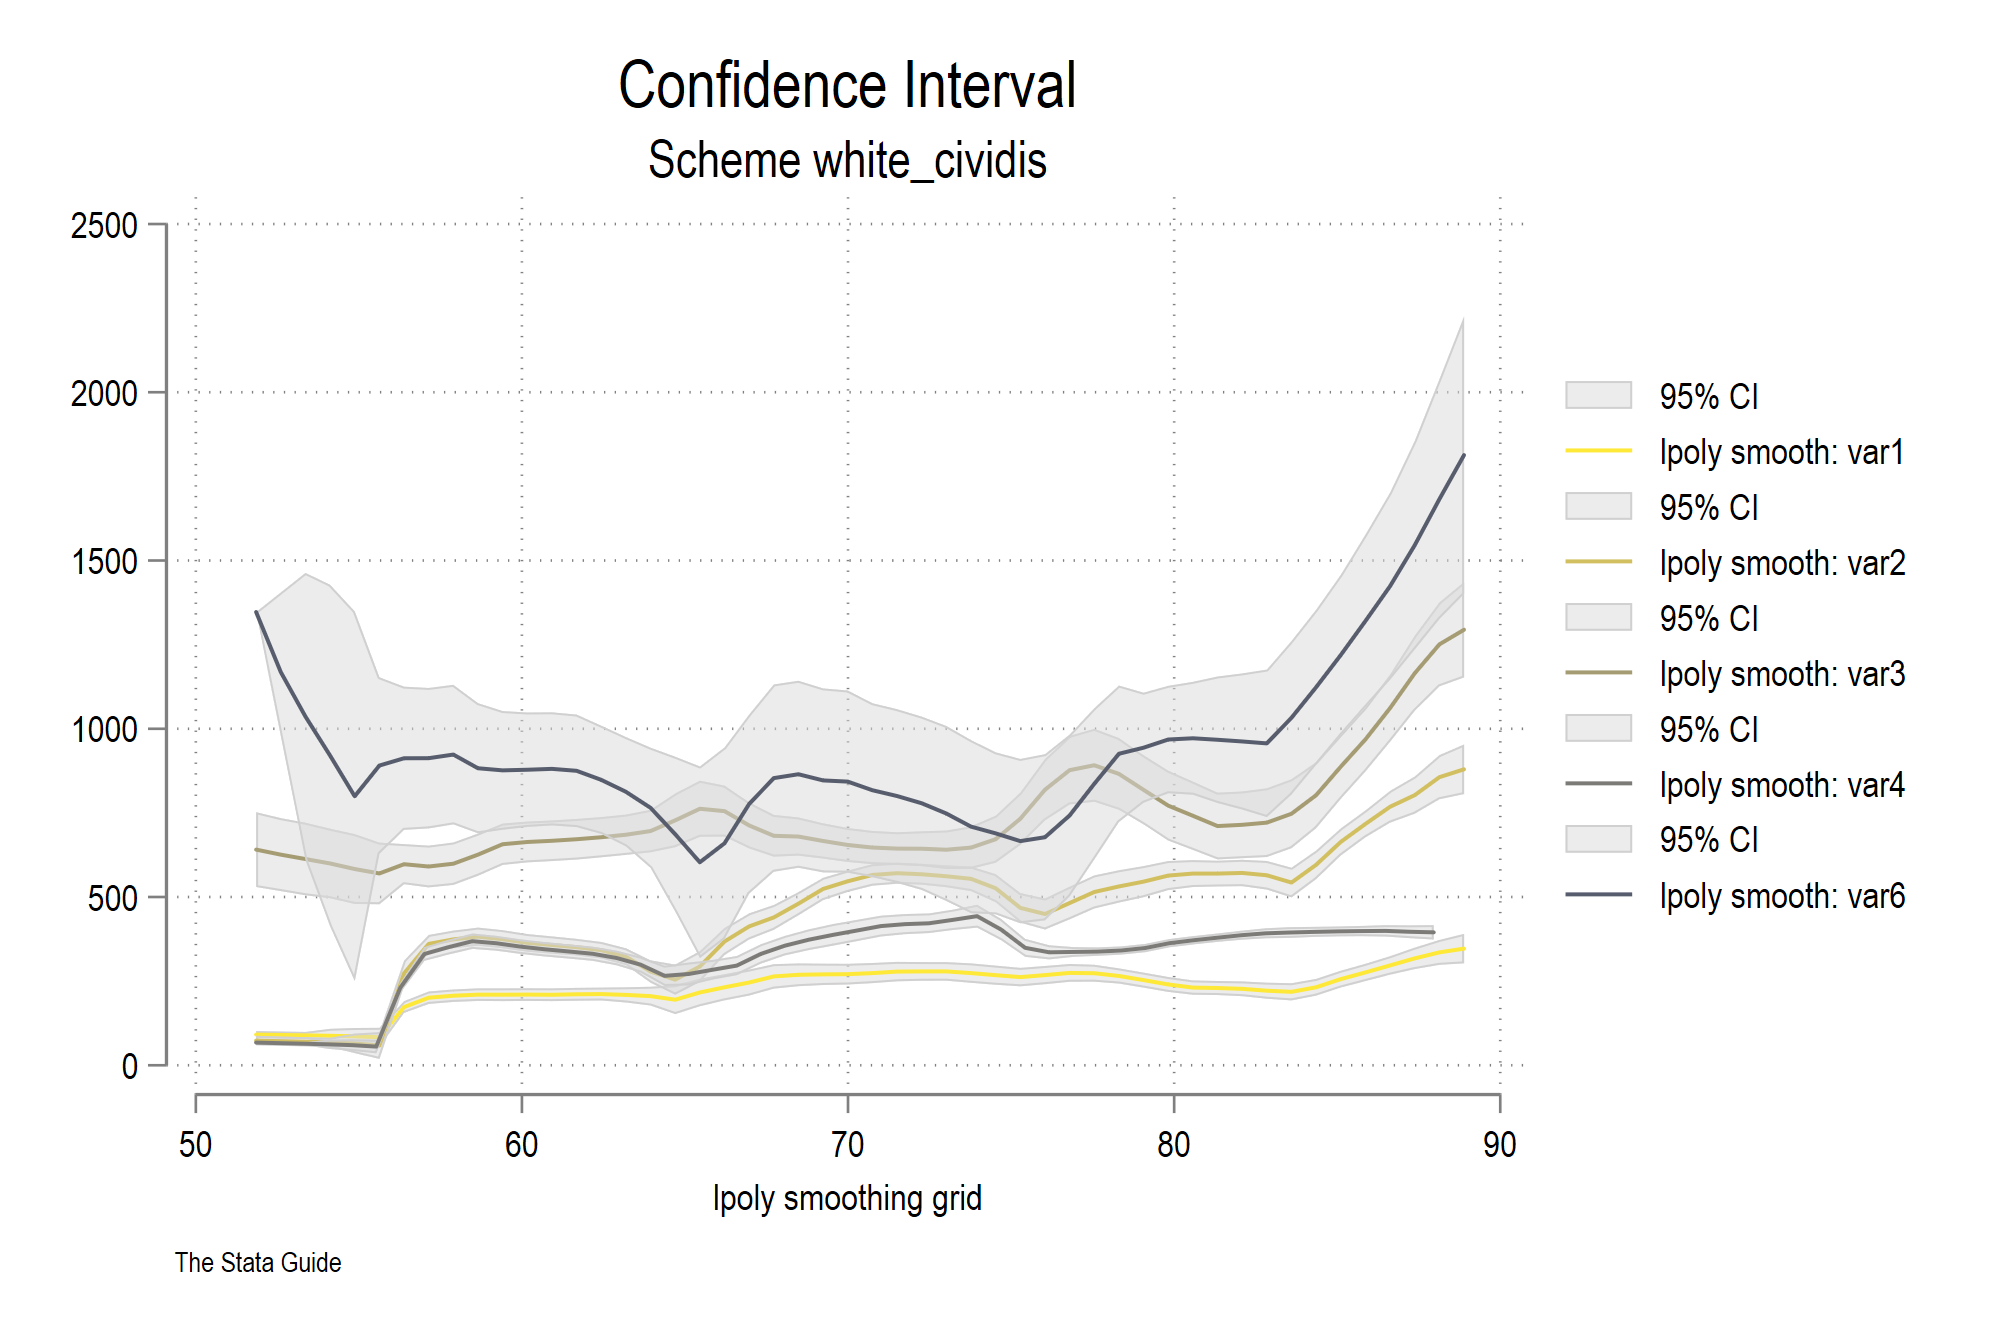 Confidence Interval
Scheme white_cividis
2500
2000
1500
1000
500
0
50 60 70 80 90
lpoly smoothing grid
95% CI
lpoly smooth: var1
95% CI
lpoly smooth: var2
95% CI
lpoly smooth: var3
95% CI
lpoly smooth: var4
95% CI
lpoly smooth: var6
The Stata Guide